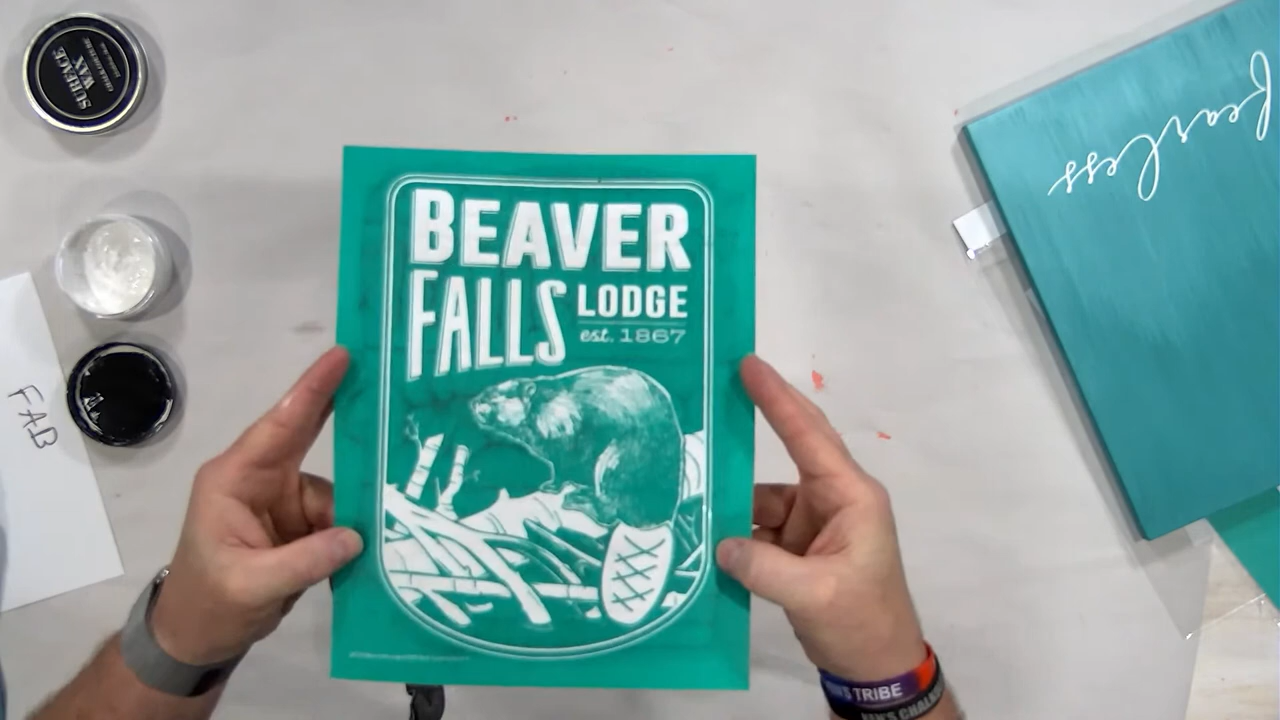 SURFACE
WAX
BEAVER
FALLS
LODGE
est. 1867
fearless
FAB
TRIBE